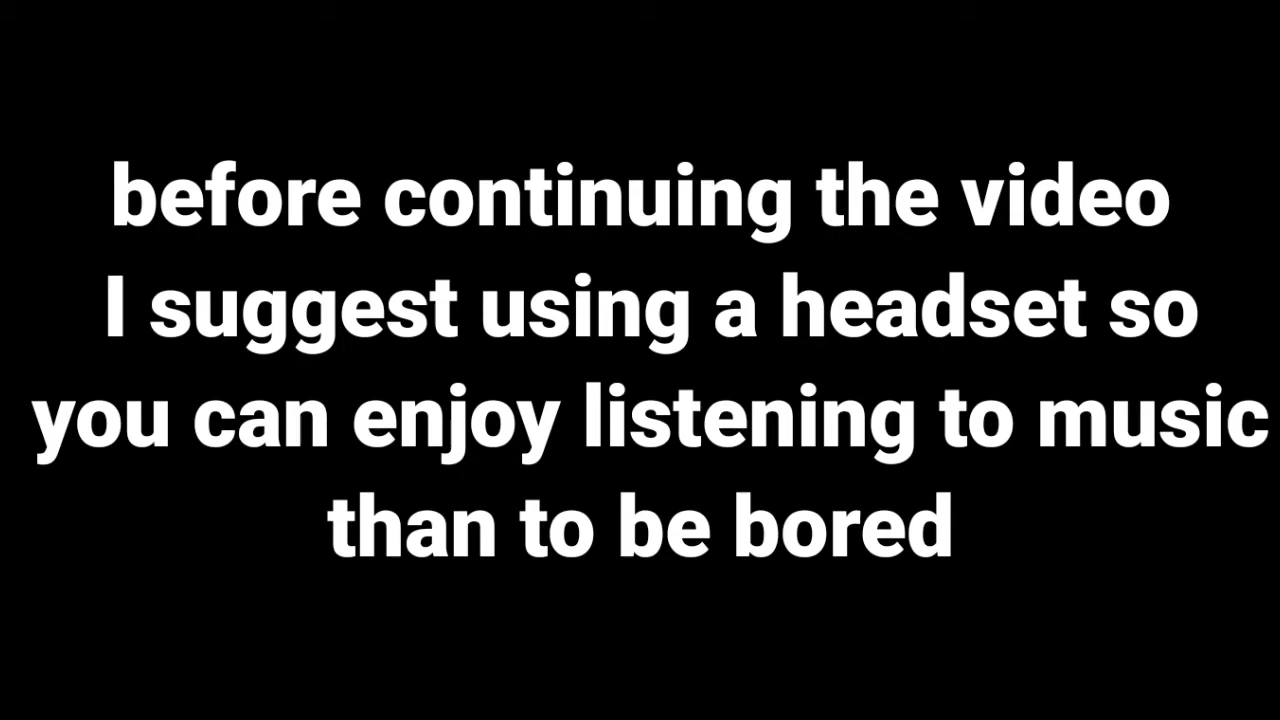 before continuing the video
I suggest using a headset so
you can enjoy listening to music
than to be bored